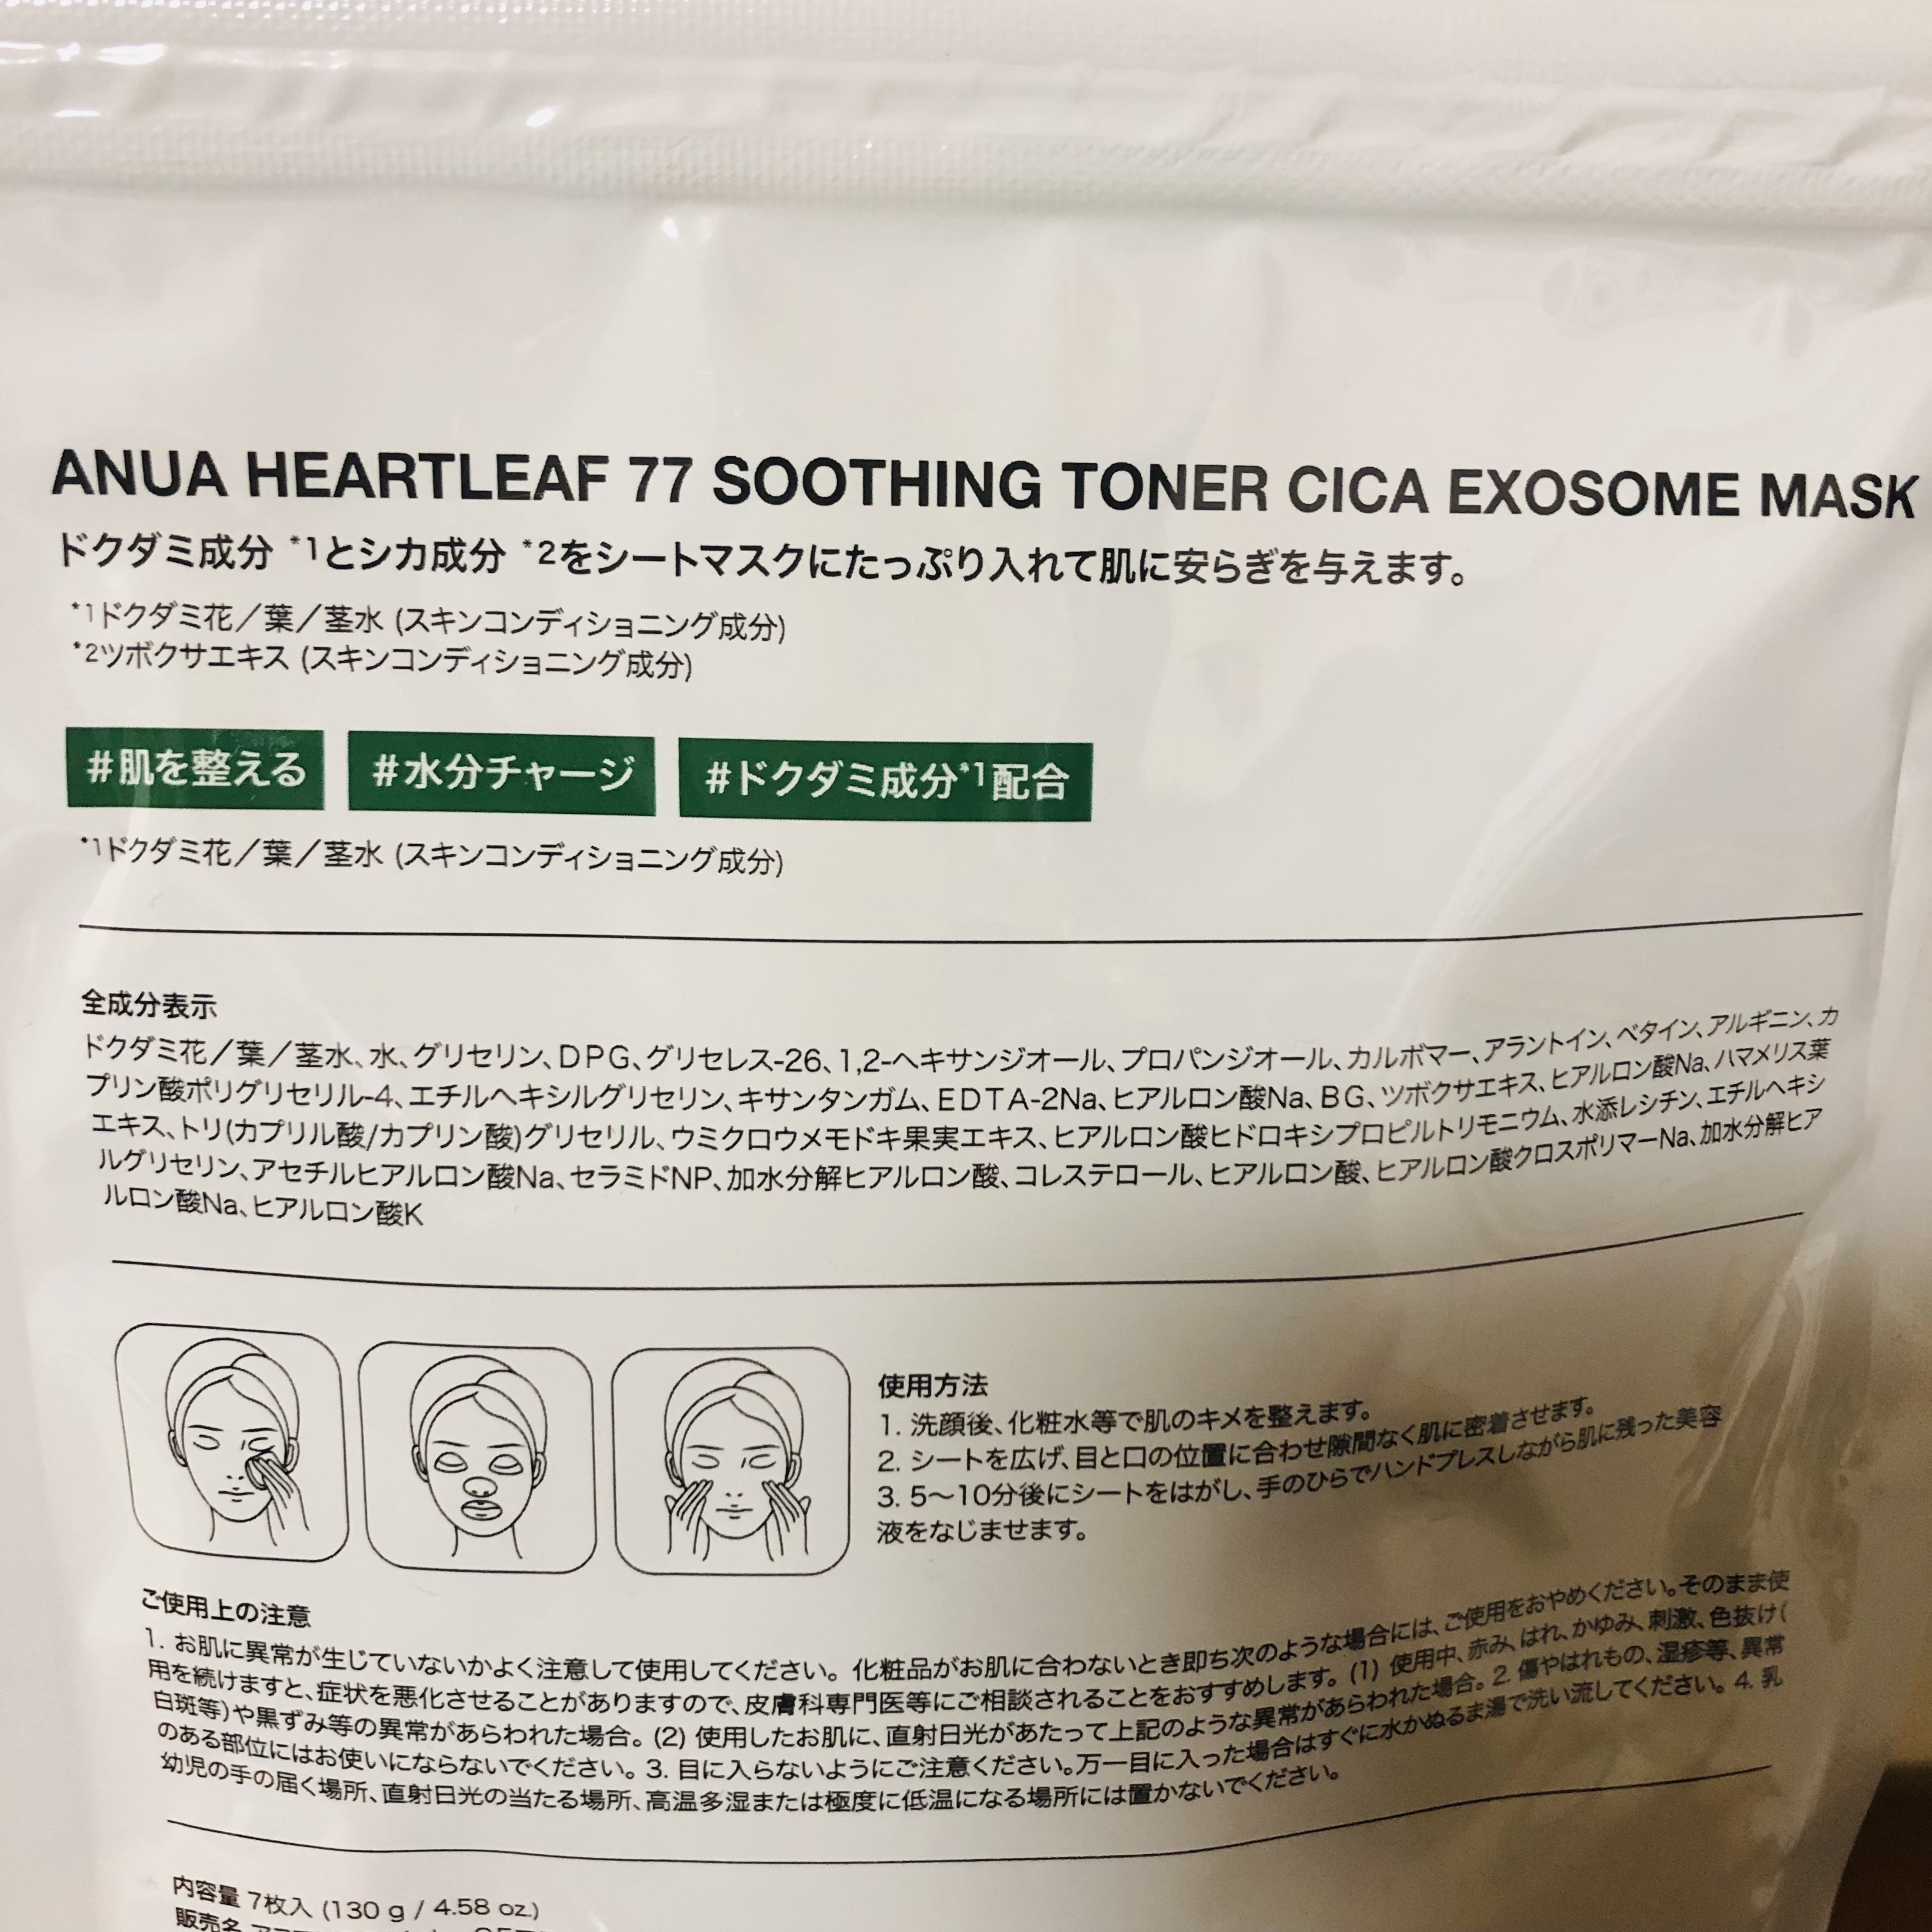 ANUA HEARTLEAF 77 SOOTHING TONER CICA EXOSOME MASK
ドクダミ成分 *1とシカ成分 *2をシートマスクにたっぷり入れて肌に安らぎを与えます。
*1ドクダミ花／葉／茎水 (スキンコンディショニング成分)
*2ツボクサエキス (スキンコンディショニング成分)
#肌を整える #水分チャージ #ドクダミ成分*1配合
*1ドクダミ花／葉／茎水 (スキンコンディショニング成分)
全成分表示
ドクダミ花／葉／茎水、水、グリセリン、DPG、グリセレス-26、1,2-ヘキサンジオール、プロパンジオール、カルボマー、アラントイン、ベタイン、アルギニン、カ
プリン酸ポリグリセリル-4、エチルヘキシルグリセリン、キサンタンガム、EDTA-2Na、ヒアルロン酸Na、BG、ツボクサエキス、ヒアルロン酸Na、ハマメリス葉
エキス、トリ(カプリル酸/カプリン酸)グリセリル、ウミクロウメモドキ果実エキス、ヒアルロン酸ヒドロキシプロピルトリモニウム、水添レシチン、エチルヘキシ
ルグリセリン、アセチルヒアルロン酸Na、セラミドNP、加水分解ヒアルロン酸、コレステロール、ヒアルロン酸、ヒアルロン酸クロスポリマーNa、加水分解ヒア
ルロン酸Na、ヒアルロン酸K
使用方法
1. 洗顔後、化粧水等で肌のキメを整えます。
2. シートを広げ、目と口の位置に合わせ隙間なく肌に密着させます。
3. 5～10分後にシートをはがし、手のひらでハンドプレスしながら肌に残った美容
液をなじませます。
ご使用上の注意
1. お肌に異常が生じていないかよく注意して使用してください。化粧品がお肌に合わないとき即ち次のような場合には、ご使用をおやめください。そのまま使
用を続けますと、症状を悪化させることがありますので、皮膚科専門医等にご相談されることをおすすめします。(1) 使用中、赤み、はれ、かゆみ、刺激、色抜け(
白斑等)や黒ずみ等の異常があらわれた場合。(2) 使用したお肌に、直射日光があたって上記のような異常があらわれた場合。2. 傷やはれもの、湿疹等、異常
のある部位にはお使いにならないでください。3. 目に入らないようにご注意ください。万一目に入った場合はすぐに水かぬるま湯で洗い流してください。4. 乳
幼児の手の届く場所、直射日光の当たる場所、高温多湿または極度に低温になる場所には置かないでください。
内容量 7枚入 (130 g / 4.58 oz.)
販売名